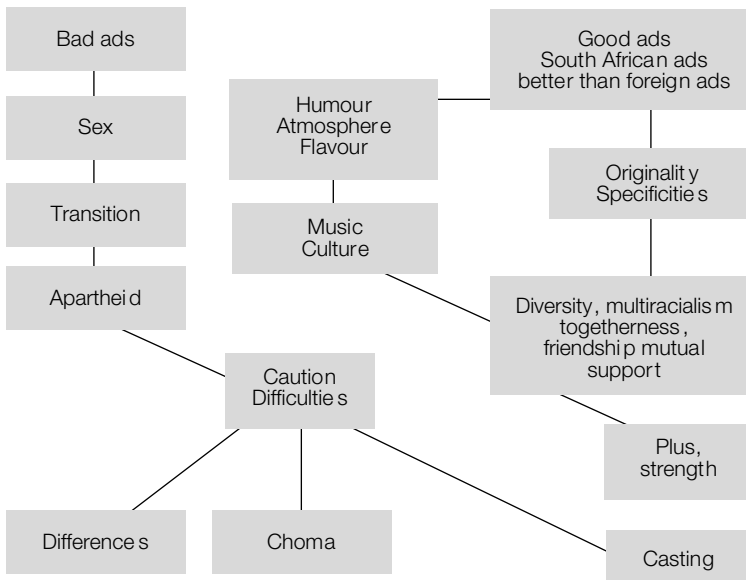 Bad ads
Sex
Transition
Apartheid
Good ads
South African ads
better than foreign ads
Humour
Atmosphere
Flavour
Originality
Specificities
Music
Culture
Diversity, multiracialism
togetherness,
friendship mutual
support
Caution
Difficulties
Plus,
strength
Differences
Choma
Casting